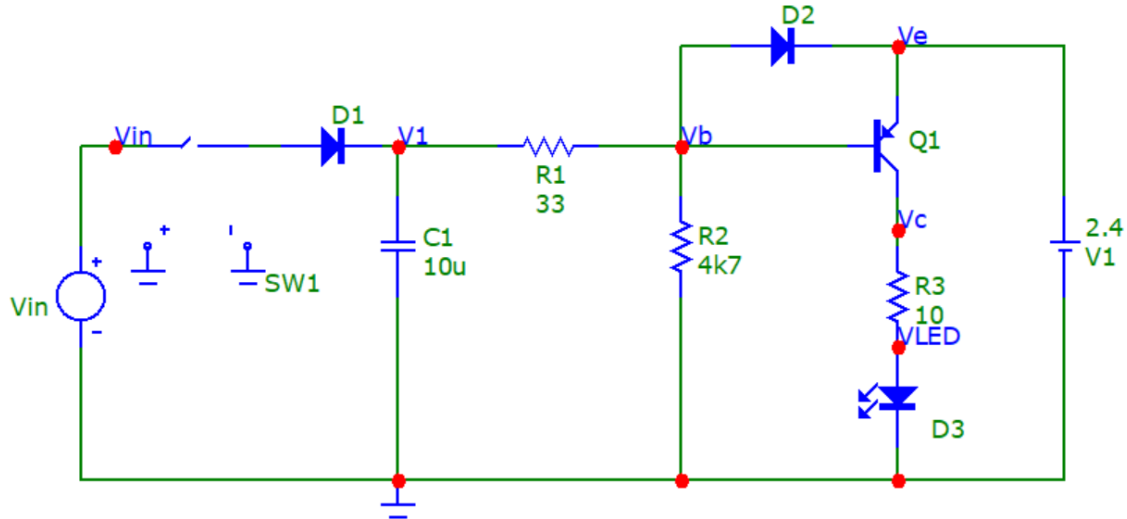 D2
Ve
Vin
D1
V1
Vb
Q1
R1
33
Vc
+
-
C1
10u
R2
4k7
2.4
V1
+
SW1
Vin
R3
10
-
VLED
D3